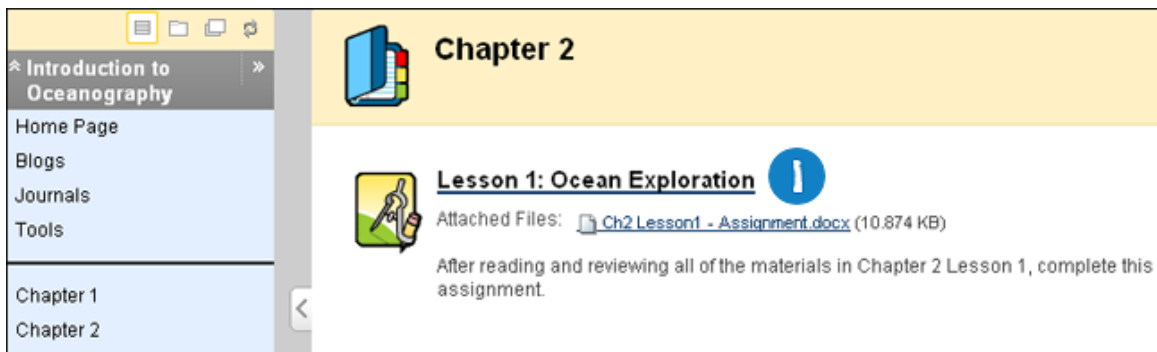 Introduction to
Oceanography
Home Page
Blogs
Journals
Tools
Chapter 1
Chapter 2
Chapter 2
Lesson 1: Ocean Exploration
1
Attached Files: Ch2 Lesson1 - Assignment.docx (10.874 KB)
After reading and reviewing all of the materials in Chapter 2 Lesson 1, complete this
assignment.